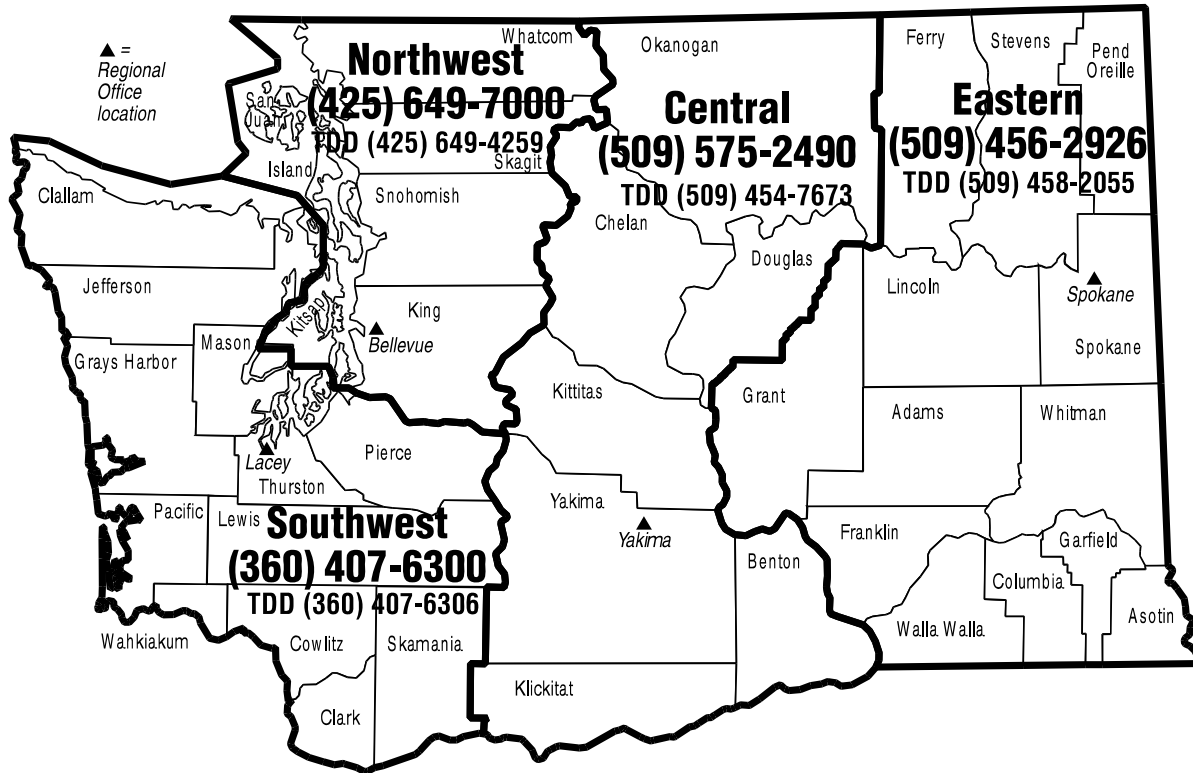 ▲ =
Regional
Office
location
Northwest
(425) 649-7000
TDD (425) 649-4259
Whatcom
San
Juan
Island
Skagit
Snohomish
King
Kitsap
Bellevue
Central
(509) 575-2490
TDD (509) 454-7673
Okanogan
Chelan
Douglas
Kittitas
Yakima
Yakima
Benton
Klickitat
Eastern
(509) 456-2926
TDD (509) 458-2055
Ferry
Stevens
Pend
Oreille
Lincoln
Spokane
Spokane
Grant
Adams
Whitman
Franklin
Garfield
Columbia
Walla Walla
Asotin
Clallam
Jefferson
Mason
Grays Harbor
Pierce
Lacey
Thurston
Pacific
Lewis
Southwest
(360) 407-6300
TDD (360) 407-6306
Wahkiakum
Cowlitz
Skamania
Clark